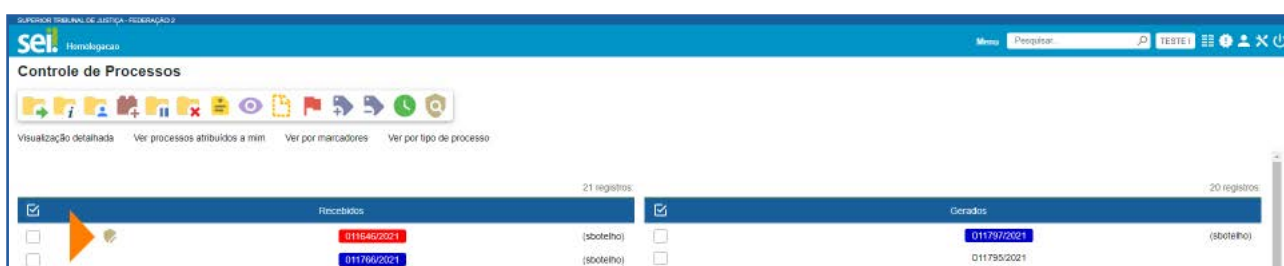 SUPERIOR TRIBUNAL DE JUSTIÇA - FEDERAÇÃO 2
sei! Homologacao Menu Pesquisar... TESTE I
Controle de Processos
Visualização detalhada Ver processos atribuídos a mim Ver por marcadores Ver por tipo de processo
21 registros: 20 registros:
Recebidos Gerados
011646/2021 (sbotelho) 011797/2021 (sbotelho)
011766/2021 (sbotelho) 011795/2021